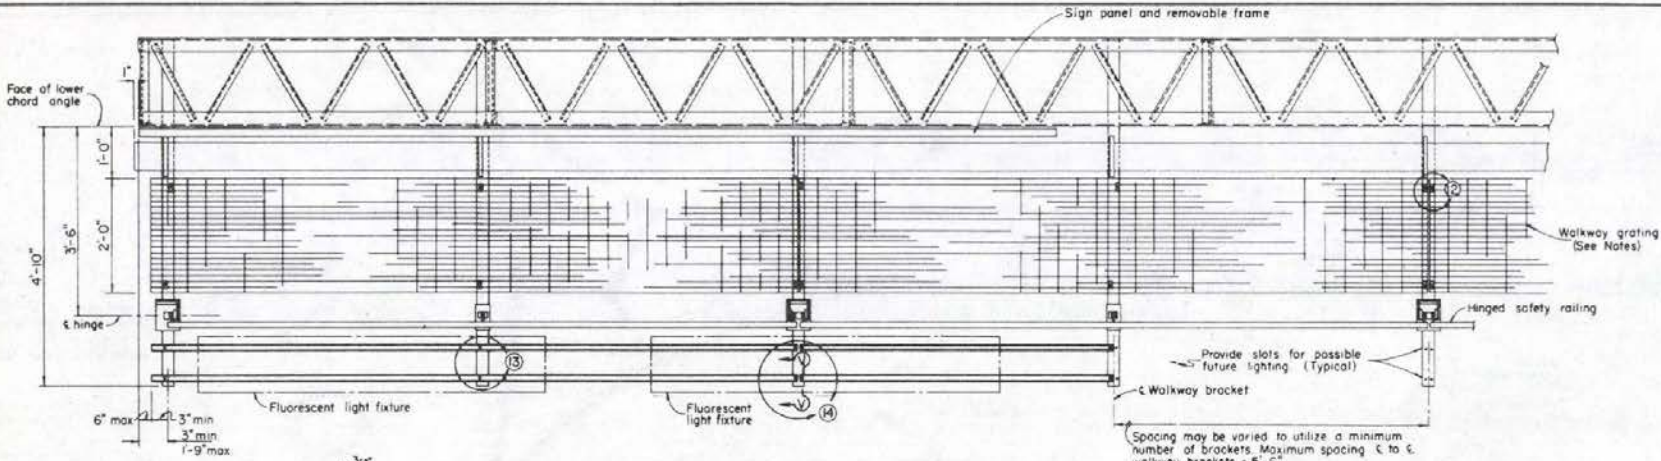 Sign panel and removable frame
1"
Face of lower
chord angle
1'-0"
3'-6"
2'-0"
4'-10"
12
Walkway grating
(See Notes)
℄ hinge
Hinged safety railing
13
V
V
14
Provide slots for possible
future lighting. (Typical)
Fluorescent light fixture
Fluorescent
light fixture
℄ Walkway bracket
6" max
3" min
3" min
1'-9" max
Spacing may be varied to utilize a minimum
number of brackets. Maximum spacing ℄ to ℄